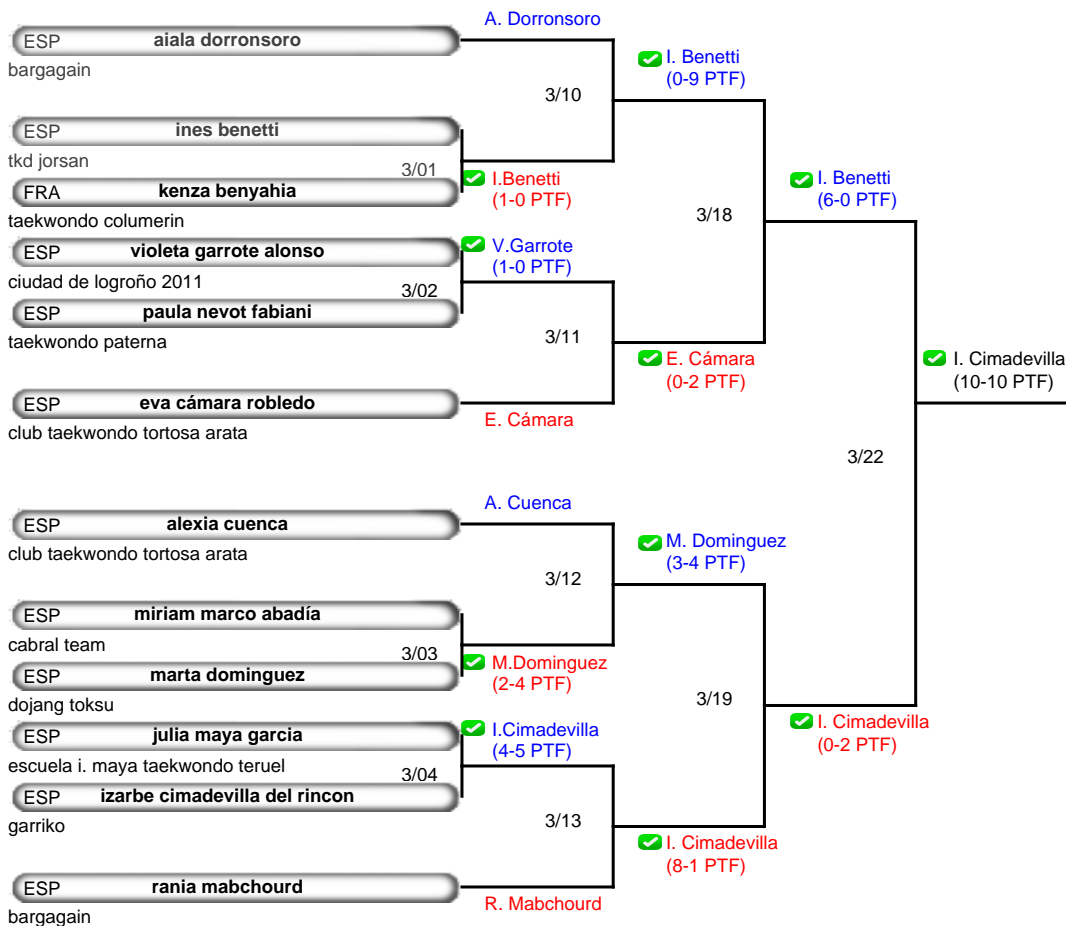 A. Dorronsoro
ESP aiala dorronsoro
bargagain
I. Benetti
(0-9 PTF)
3/10
ESP ines benetti
tkd jorsan
3/01
I.Benetti
(1-0 PTF)
FRA kenza benyahia
taekwondo columerin
I. Benetti
(6-0 PTF)
3/18
ESP violeta garrote alonso
ciudad de logroño 2011
V.Garrote
(1-0 PTF)
3/02
ESP paula nevot fabiani
taekwondo paterna
3/11
E. Cámara
(0-2 PTF)
ESP eva cámara robledo
club taekwondo tortosa arata
E. Cámara
I. Cimadevilla
(10-10 PTF)
3/22
A. Cuenca
ESP alexia cuenca
club taekwondo tortosa arata
M. Dominguez
(3-4 PTF)
3/12
ESP miriam marco abadía
cabral team
3/03
M.Dominguez
(2-4 PTF)
ESP marta dominguez
dojang toksu
3/19
I. Cimadevilla
(0-2 PTF)
ESP julia maya garcia
escuela i. maya taekwondo teruel
I.Cimadevilla
(4-5 PTF)
3/04
ESP izarbe cimadevilla del rincon
garriko
3/13
I. Cimadevilla
(8-1 PTF)
ESP rania mabchourd
bargagain
R. Mabchourd